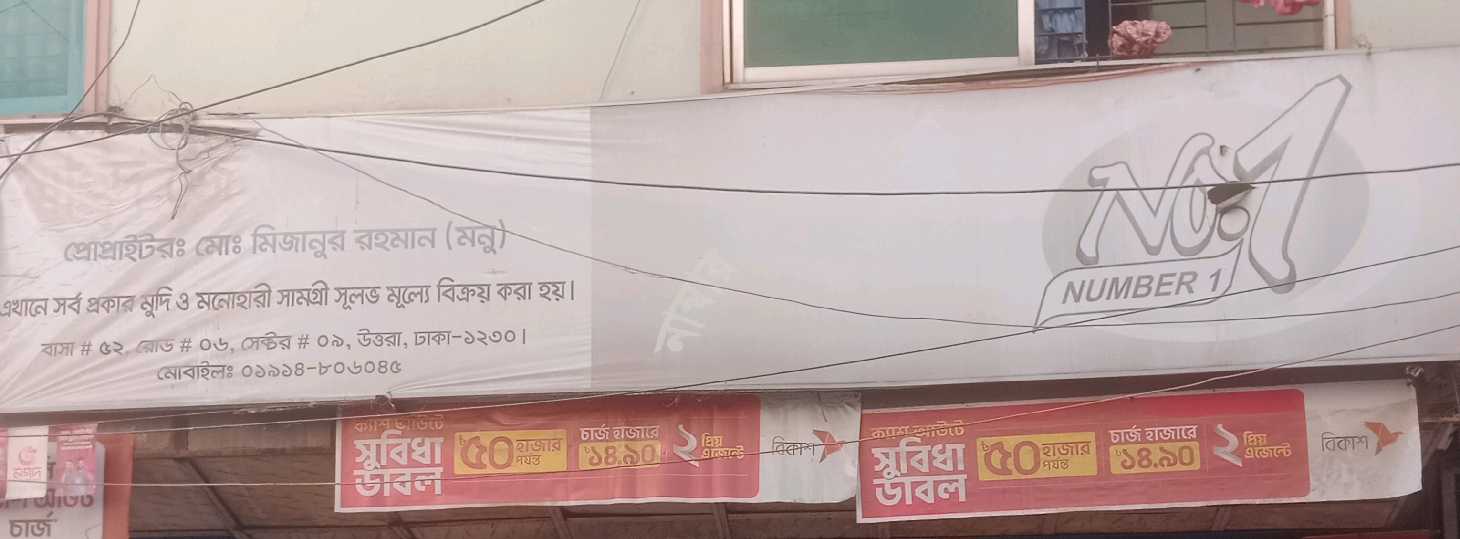 প্রোপ্রাইটরঃ মোঃ মিজানুর রহমান (মনু)
এখানে সর্ব প্রকার মুদি ও মনোহারী সামগ্রী সূলভ মূল্যে বিক্রয় করা হয়।
বাসা # ৫২, রোড # ০৬, সেক্টর # ০৯, উত্তরা, ঢাকা-১২৩০।
মোবাইলঃ ০১৯১৪-৮০৬০৪৫
No.1
NUMBER 1
ক্যাশ আউটে
সুবিধা
ডাবল
৳৫০ হাজার পর্যন্ত
চার্জ হাজারে
৳১৪.৯০
২ প্রিয় এজেন্টে
বিকাশ
ক্যাশ আউটে
সুবিধা
ডাবল
৳৫০ হাজার পর্যন্ত
চার্জ হাজারে
৳১৪.৯০
২ প্রিয় এজেন্টে
বিকাশ
নগদ
চার্জ